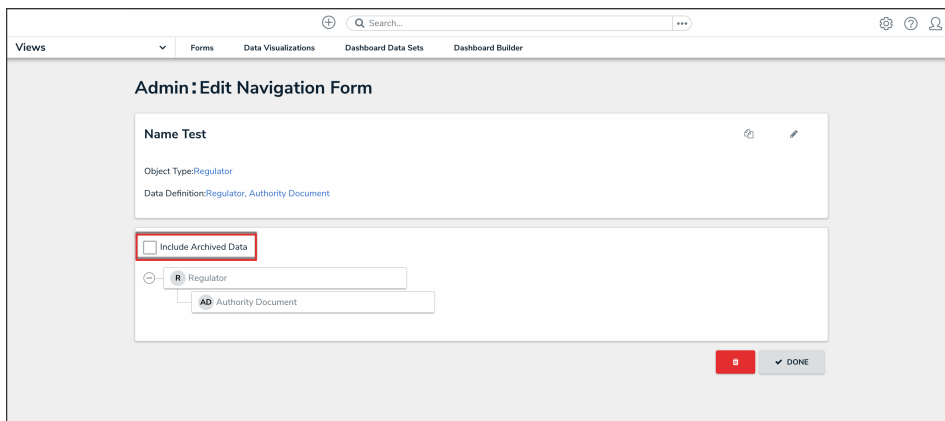 Search...
Views Forms Data Visualizations Dashboard Data Sets Dashboard Builder
Admin:Edit Navigation Form
Name Test
Object Type:Regulator
Data Definition:Regulator, Authority Document
Include Archived Data
R Regulator
AD Authority Document
DONE